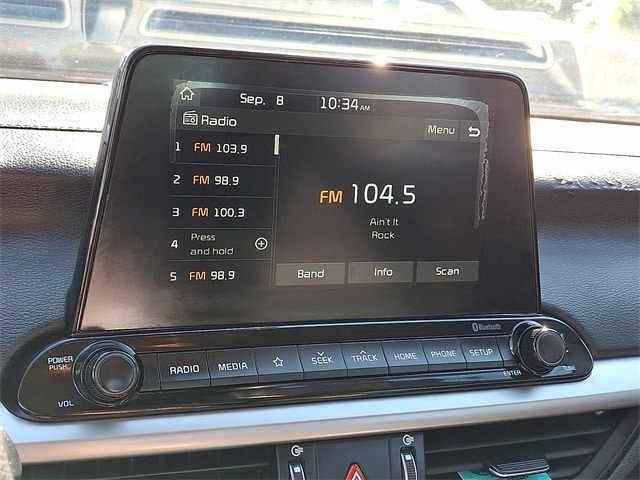 Sep. 8 10:34 AM
Radio
Menu
1 FM 103.9
2 FM 98.9
3 FM 100.3
4 Press and hold
5 FM 98.9
FM 104.5
Ain't It
Rock
Band Info Scan
Bluetooth
POWER
PUSH
VOL
RADIO MEDIA SEEK TRACK HOME PHONE SETUP
ENTER
TUNE